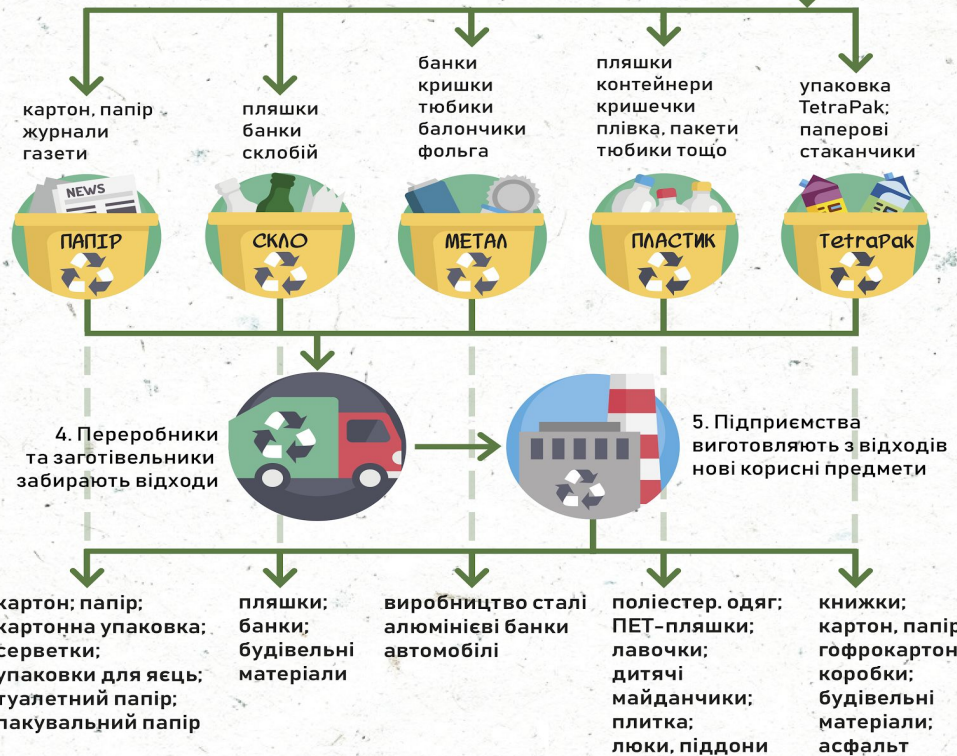 картон, папір
журнали
газети
пляшки
банки
склобій
банки
кришки
тюбики
балончики
фольга
пляшки
контейнери
кришечки
плівка, пакети
тюбики тощо
упаковка
TetraPak;
паперові
стаканчики
NEWS
ПАПІР
СКЛО
МЕТАЛ
ПЛАСТИК
TetraPak
4. Переробники
та заготівельники
забирають відходи
5. Підприємства
виготовляють з відходів
нові корисні предмети
картон; папір;
картонна упаковка;
серветки;
упаковки для яєць;
туалетний папір;
пакувальний папір
пляшки;
банки;
будівельні
матеріали
виробництво сталі
алюмінієві банки
автомобілі
поліестер. одяг;
ПЕТ-пляшки;
лавочки;
дитячі
майданчики;
плитка;
люки, піддони
книжки;
картон, папір
гофрокартон
коробки;
будівельні
матеріали;
асфальт